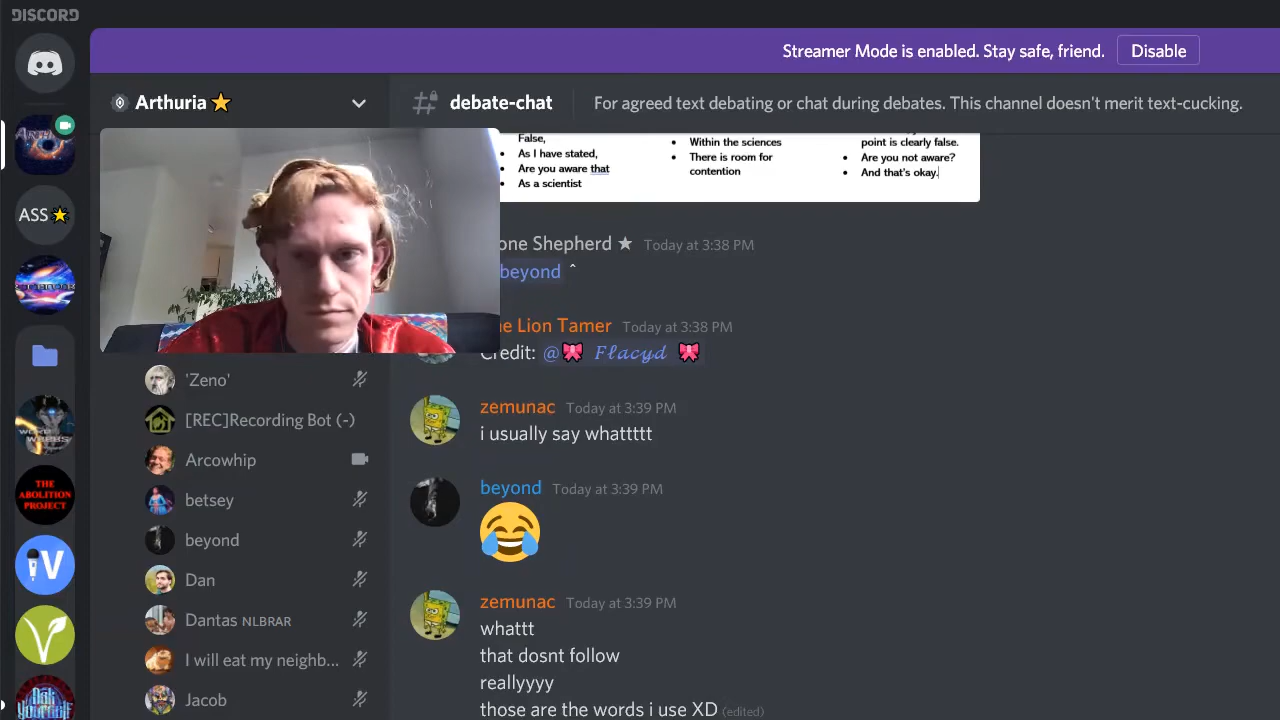 DISCORD
Streamer Mode is enabled. Stay safe, friend.
Disable
Arthuria
debate-chat
For agreed text debating or chat during debates. This channel doesn't merit text-cucking.
ASS
THE
ABOLITION
PROJECT
V
False,
As I have stated,
Are you aware that
As a scientist
Within the sciences
There is room for
contention
point is clearly false.
Are you not aware?
And that's okay.
Shepherd ★ Today at 3:38 PM
beyond ^
Lion Tamer Today at 3:38 PM
Credit: @🎀 Flacyd 🎀
zemunac Today at 3:39 PM
i usually say whattttt
beyond Today at 3:39 PM
zemunac Today at 3:39 PM
whattt
that dosnt follow
reallyyyy
those are the words i use XD (edited)
'Zeno'
[REC]Recording Bot (-)
Arcowhip
betsey
beyond
Dan
Dantas NLBRAR
I will eat my neighb...
Jacob